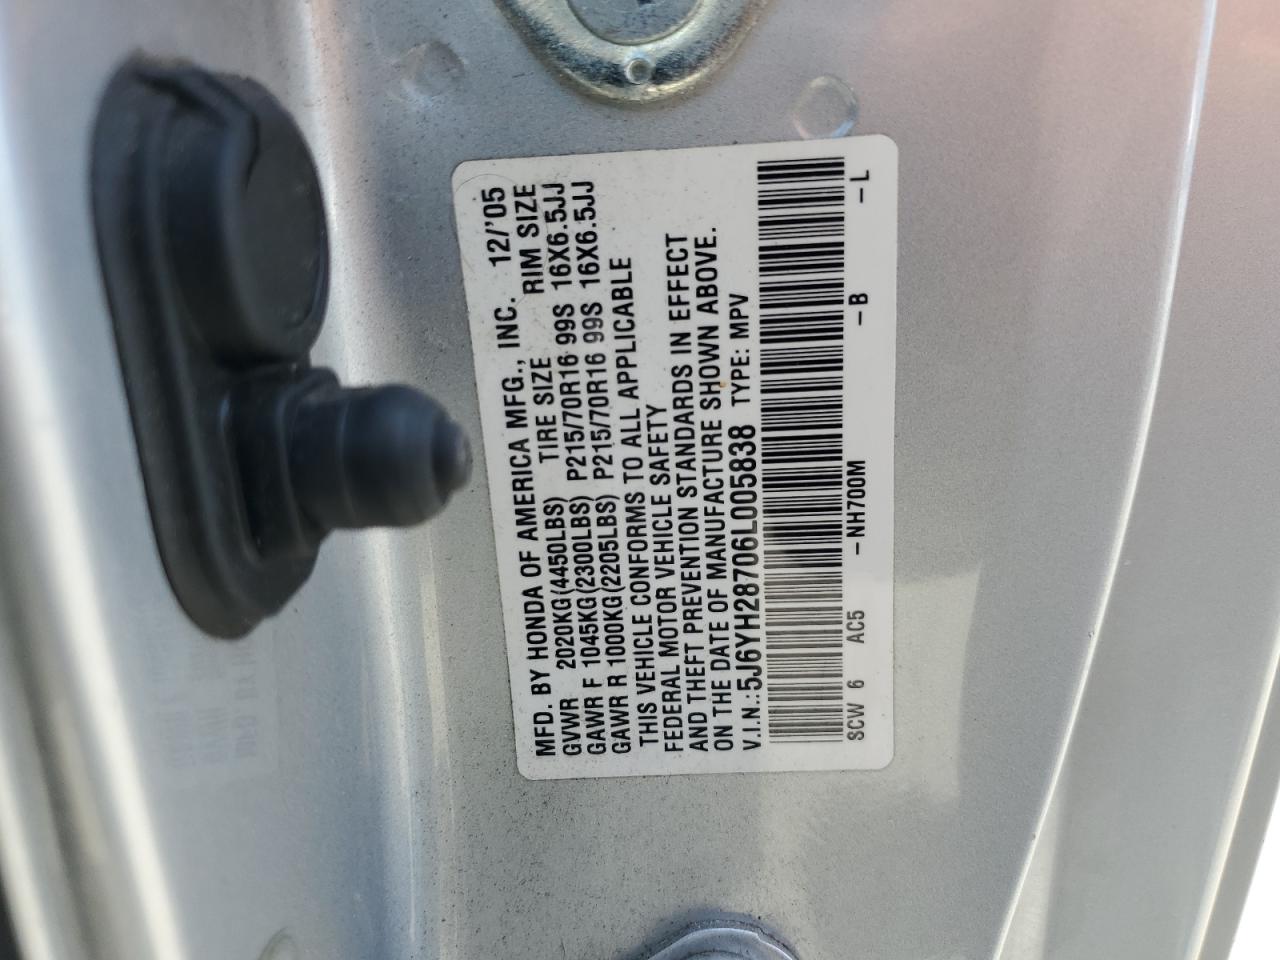 MFD. BY HONDA OF AMERICA MFG., INC. 12/'05
GVWR 2020KG(4450LBS) TIRE SIZE RIM SIZE
GAWR F 1045KG(2300LBS) P215/70R16 99S 16X6.5JJ
GAWR R 1000KG(2205LBS) P215/70R16 99S 16X6.5JJ
THIS VEHICLE CONFORMS TO ALL APPLICABLE
FEDERAL MOTOR VEHICLE SAFETY
AND THEFT PREVENTION STANDARDS IN EFFECT
ON THE DATE OF MANUFACTURE SHOWN ABOVE.
V.I.N.: 5J6YH28706L005838 TYPE: MPV
SCW 6 AC5 – NH700M – B – L